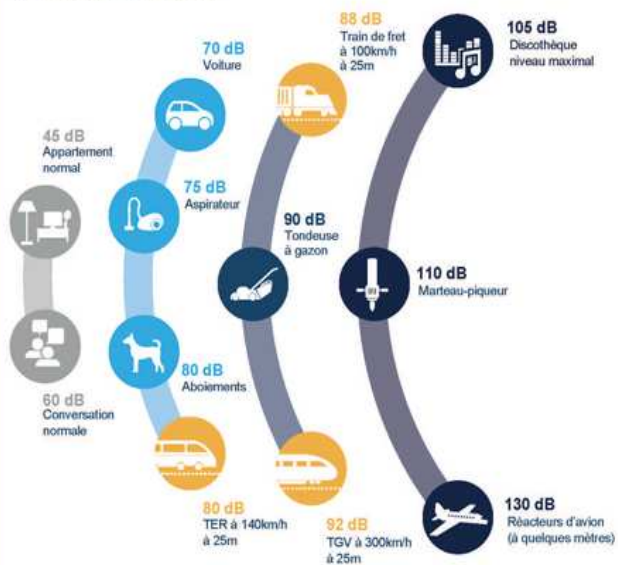 45 dB
Appartement
normal
60 dB
Conversation
normale
70 dB
Voiture
75 dB
Aspirateur
80 dB
Aboiements
80 dB
TER à 140km/h
à 25m
88 dB
Train de fret
à 100km/h
à 25m
90 dB
Tondeuse
à gazon
92 dB
TGV à 300km/h
à 25m
105 dB
Discothèque
niveau maximal
110 dB
Marteau-piqueur
130 dB
Réacteurs d'avion
(à quelques mètres)